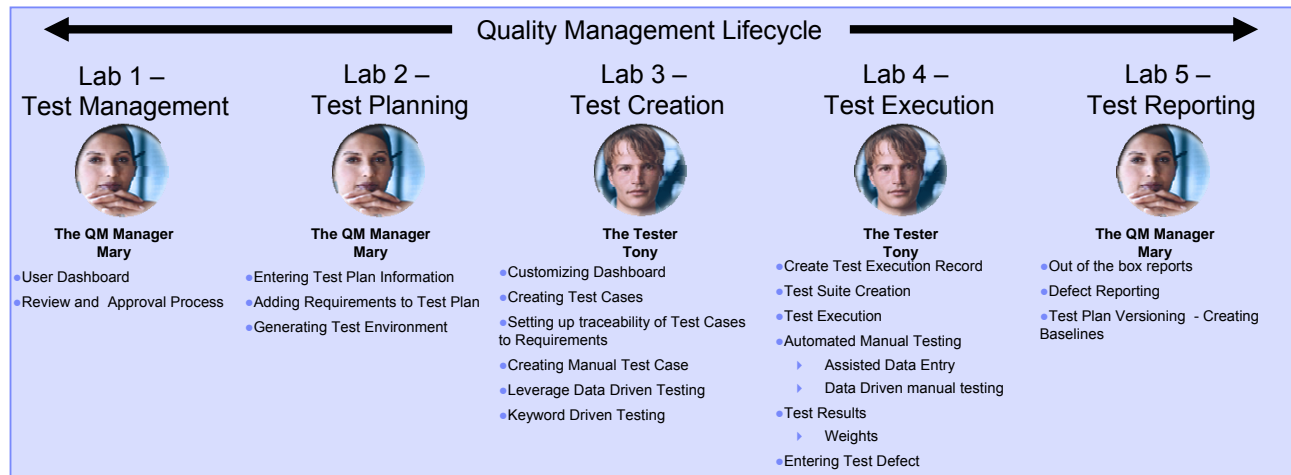 Quality Management Lifecycle
Lab 1 –
Test Management
The QM Manager
Mary
●User Dashboard
●Review and Approval Process
Lab 2 –
Test Planning
The QM Manager
Mary
●Entering Test Plan Information
●Adding Requirements to Test Plan
●Generating Test Environment
Lab 3 –
Test Creation
The Tester
Tony
●Customizing Dashboard
●Creating Test Cases
●Setting up traceability of Test Cases
to Requirements
●Creating Manual Test Case
●Leverage Data Driven Testing
●Keyword Driven Testing
Lab 4 –
Test Execution
The Tester
Tony
●Create Test Execution Record
●Test Suite Creation
●Test Execution
●Automated Manual Testing
Assisted Data Entry
Data Driven manual testing
●Test Results
Weights
●Entering Test Defect
Lab 5 –
Test Reporting
The QM Manager
Mary
●Out of the box reports
●Defect Reporting
●Test Plan Versioning - Creating
Baselines